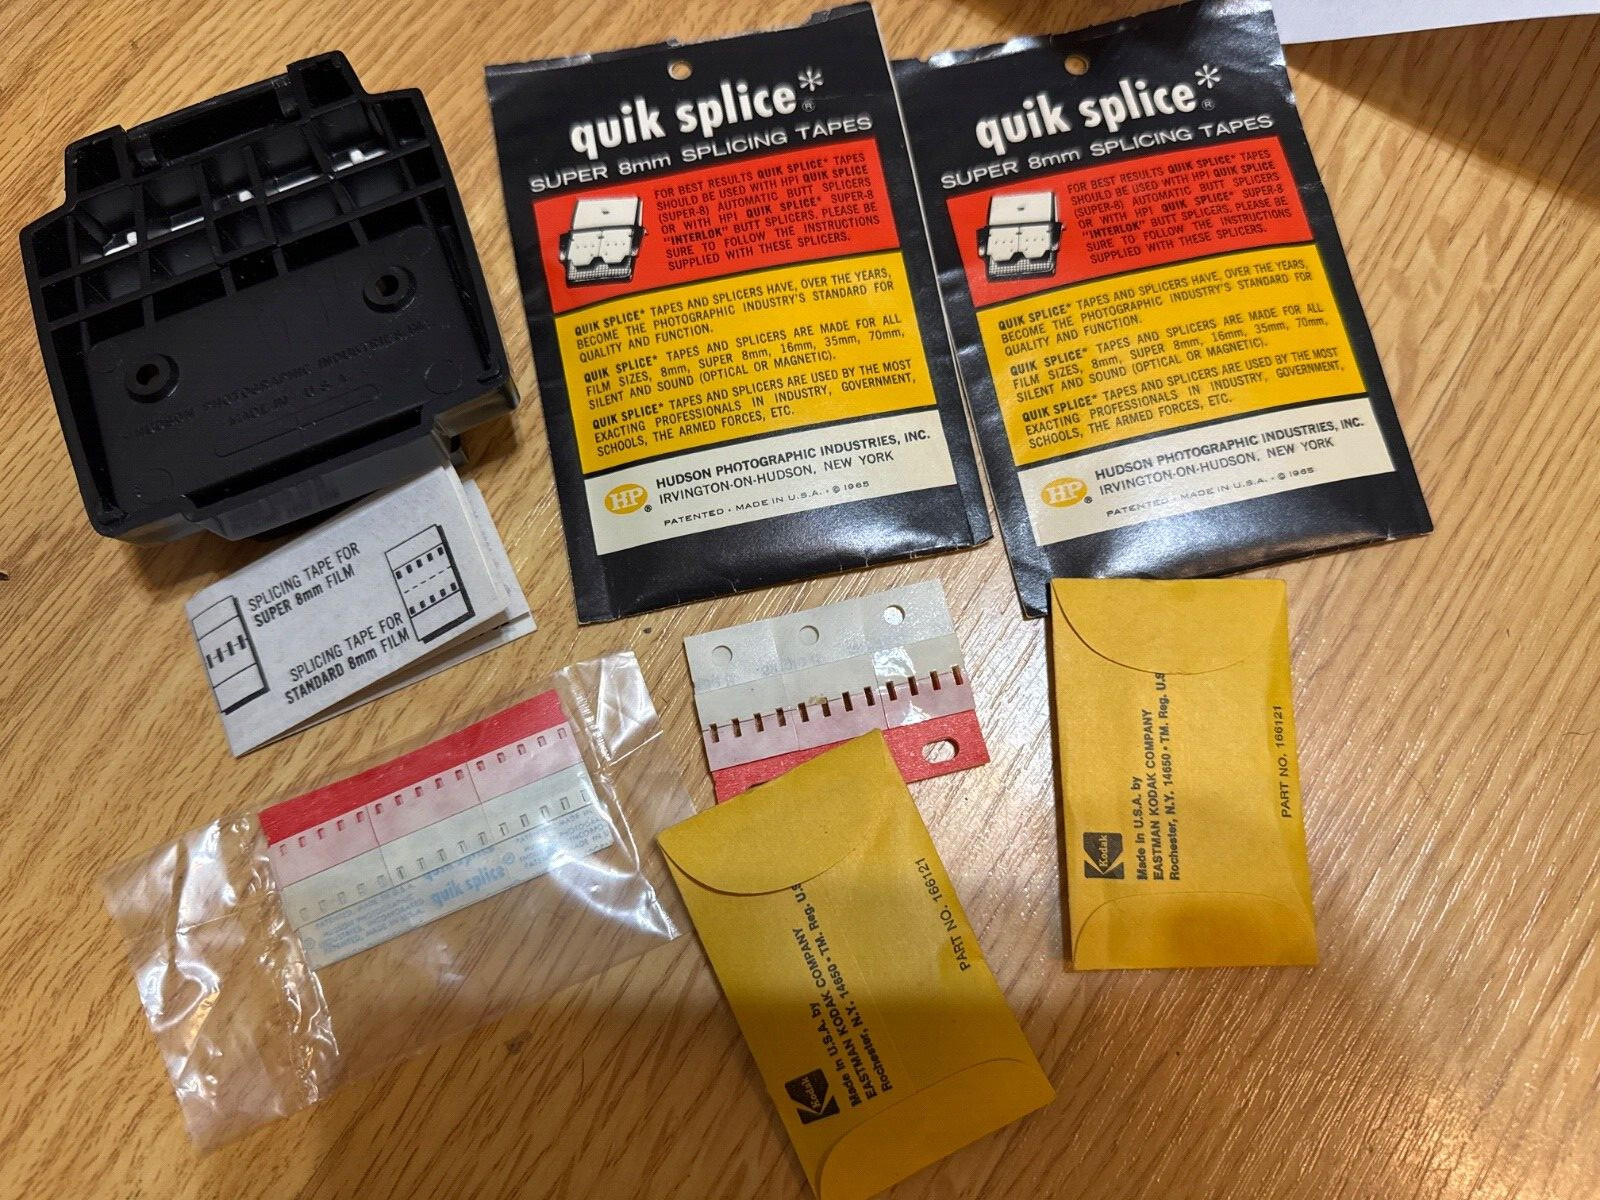 quik splice*®
SUPER 8mm SPLICING TAPES
FOR BEST RESULTS QUIK SPLICE* TAPES
SHOULD BE USED WITH HPI QUIK SPLICE
(SUPER-8) AUTOMATIC BUTT SPLICERS
OR WITH HPI QUIK SPLICE* SUPER-8
"INTERLOK" BUTT SPLICERS. PLEASE BE
SURE TO FOLLOW THE INSTRUCTIONS
SUPPLIED WITH THESE SPLICERS.
QUIK SPLICE* TAPES AND SPLICERS HAVE, OVER THE YEARS,
BECOME THE PHOTOGRAPHIC INDUSTRY'S STANDARD FOR
QUALITY AND FUNCTION.
QUIK SPLICE* TAPES AND SPLICERS ARE MADE FOR ALL
FILM SIZES, 8mm, SUPER 8mm, 16mm, 35mm, 70mm,
SILENT AND SOUND (OPTICAL OR MAGNETIC).
QUIK SPLICE* TAPES AND SPLICERS ARE USED BY THE MOST
EXACTING PROFESSIONALS IN INDUSTRY, GOVERNMENT,
SCHOOLS, THE ARMED FORCES, ETC.
HP®
HUDSON PHOTOGRAPHIC INDUSTRIES, INC.
IRVINGTON-ON-HUDSON, NEW YORK
PATENTED • MADE IN U.S.A. • © 1965
quik splice*®
SUPER 8mm SPLICING TAPES
FOR BEST RESULTS QUIK SPLICE* TAPES
SHOULD BE USED WITH HPI QUIK SPLICE
(SUPER-8) AUTOMATIC BUTT SPLICERS
OR WITH HPI QUIK SPLICE* SUPER-8
"INTERLOK" BUTT SPLICERS. PLEASE BE
SURE TO FOLLOW THE INSTRUCTIONS
SUPPLIED WITH THESE SPLICERS.
QUIK SPLICE* TAPES AND SPLICERS HAVE, OVER THE YEARS,
BECOME THE PHOTOGRAPHIC INDUSTRY'S STANDARD FOR
QUALITY AND FUNCTION.
QUIK SPLICE* TAPES AND SPLICERS ARE MADE FOR ALL
FILM SIZES, 8mm, SUPER 8mm, 16mm, 35mm, 70mm,
SILENT AND SOUND (OPTICAL OR MAGNETIC).
QUIK SPLICE* TAPES AND SPLICERS ARE USED BY THE MOST
EXACTING PROFESSIONALS IN INDUSTRY, GOVERNMENT,
SCHOOLS, THE ARMED FORCES, ETC.
HP®
HUDSON PHOTOGRAPHIC INDUSTRIES, INC.
IRVINGTON-ON-HUDSON, NEW YORK
PATENTED • MADE IN U.S.A. • © 1965
HUDSON PHOTOGRAPHIC INDUSTRIES, INC.
MADE IN U.S.A.
SPLICING TAPE FOR
SUPER 8mm FILM
SPLICING TAPE FOR
STANDARD 8mm FILM
quik splice
Kodak
Made in U.S.A. by
EASTMAN KODAK COMPANY
Rochester, N.Y. 14650 • TM. Reg. U.S.
PART NO. 166121
Kodak
Made in U.S.A. by
EASTMAN KODAK COMPANY
Rochester, N.Y. 14650 • TM. Reg. U.S
PART NO. 166121